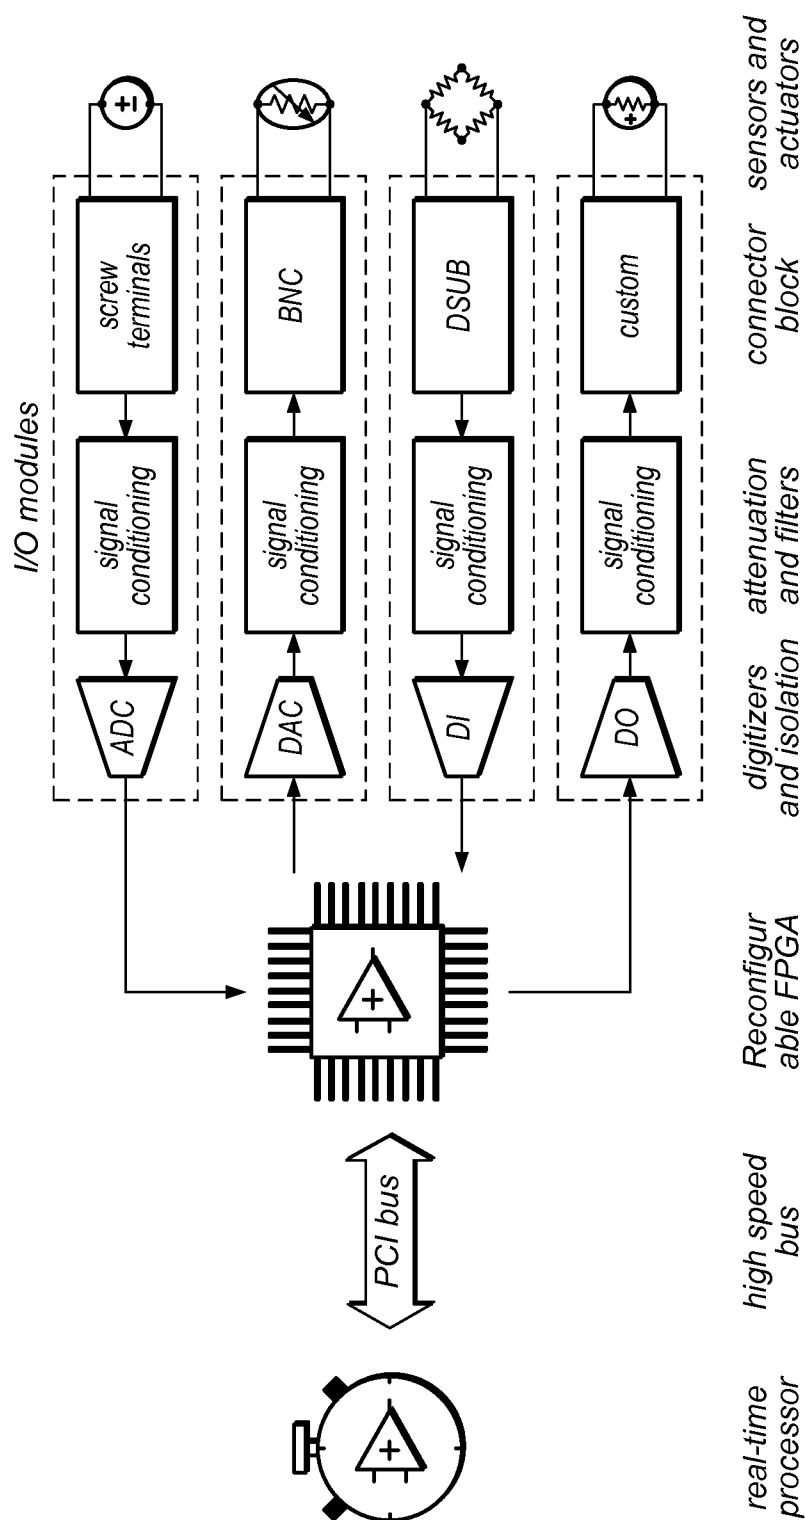 real-time
processor
high speed
bus
Reconfigur
able FPGA
digitizers
and isolation
attenuation
and filters
connector
block
sensors and
actuators
I/O modules
PCI bus
ADC
signal
conditioning
screw
terminals
+-
DAC
signal
conditioning
BNC
DI
signal
conditioning
DSUB
DO
signal
conditioning
custom
+
+
+